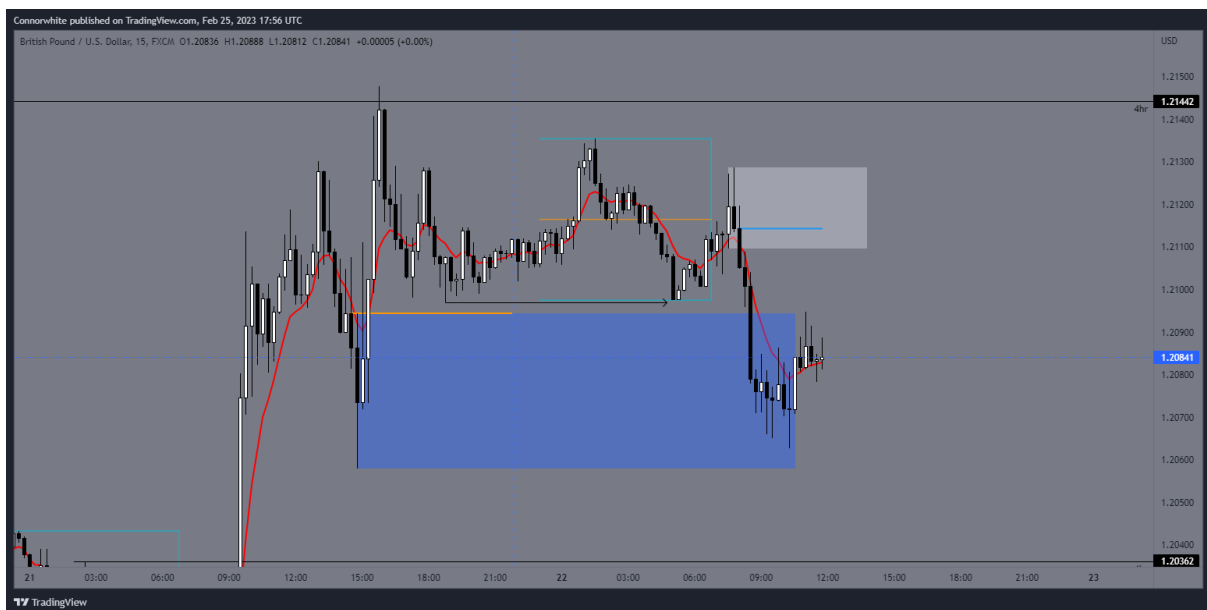 Connorwhite published on TradingView.com, Feb 25, 2023 17:56 UTC
British Pound / U.S. Dollar, 15, FXCM O1.20836 H1.20888 L1.20812 C1.20841 +0.00005 (+0.00%)
USD
1.21500
1.21442
4hr
1.21400
1.21300
1.21200
1.21100
1.21000
1.20900
1.20841
1.20800
1.20700
1.20600
1.20500
1.20400
1.20362
21 03:00 06:00 09:00 12:00 15:00 18:00 21:00 22 03:00 06:00 09:00 12:00 15:00 18:00 21:00 23
TradingView